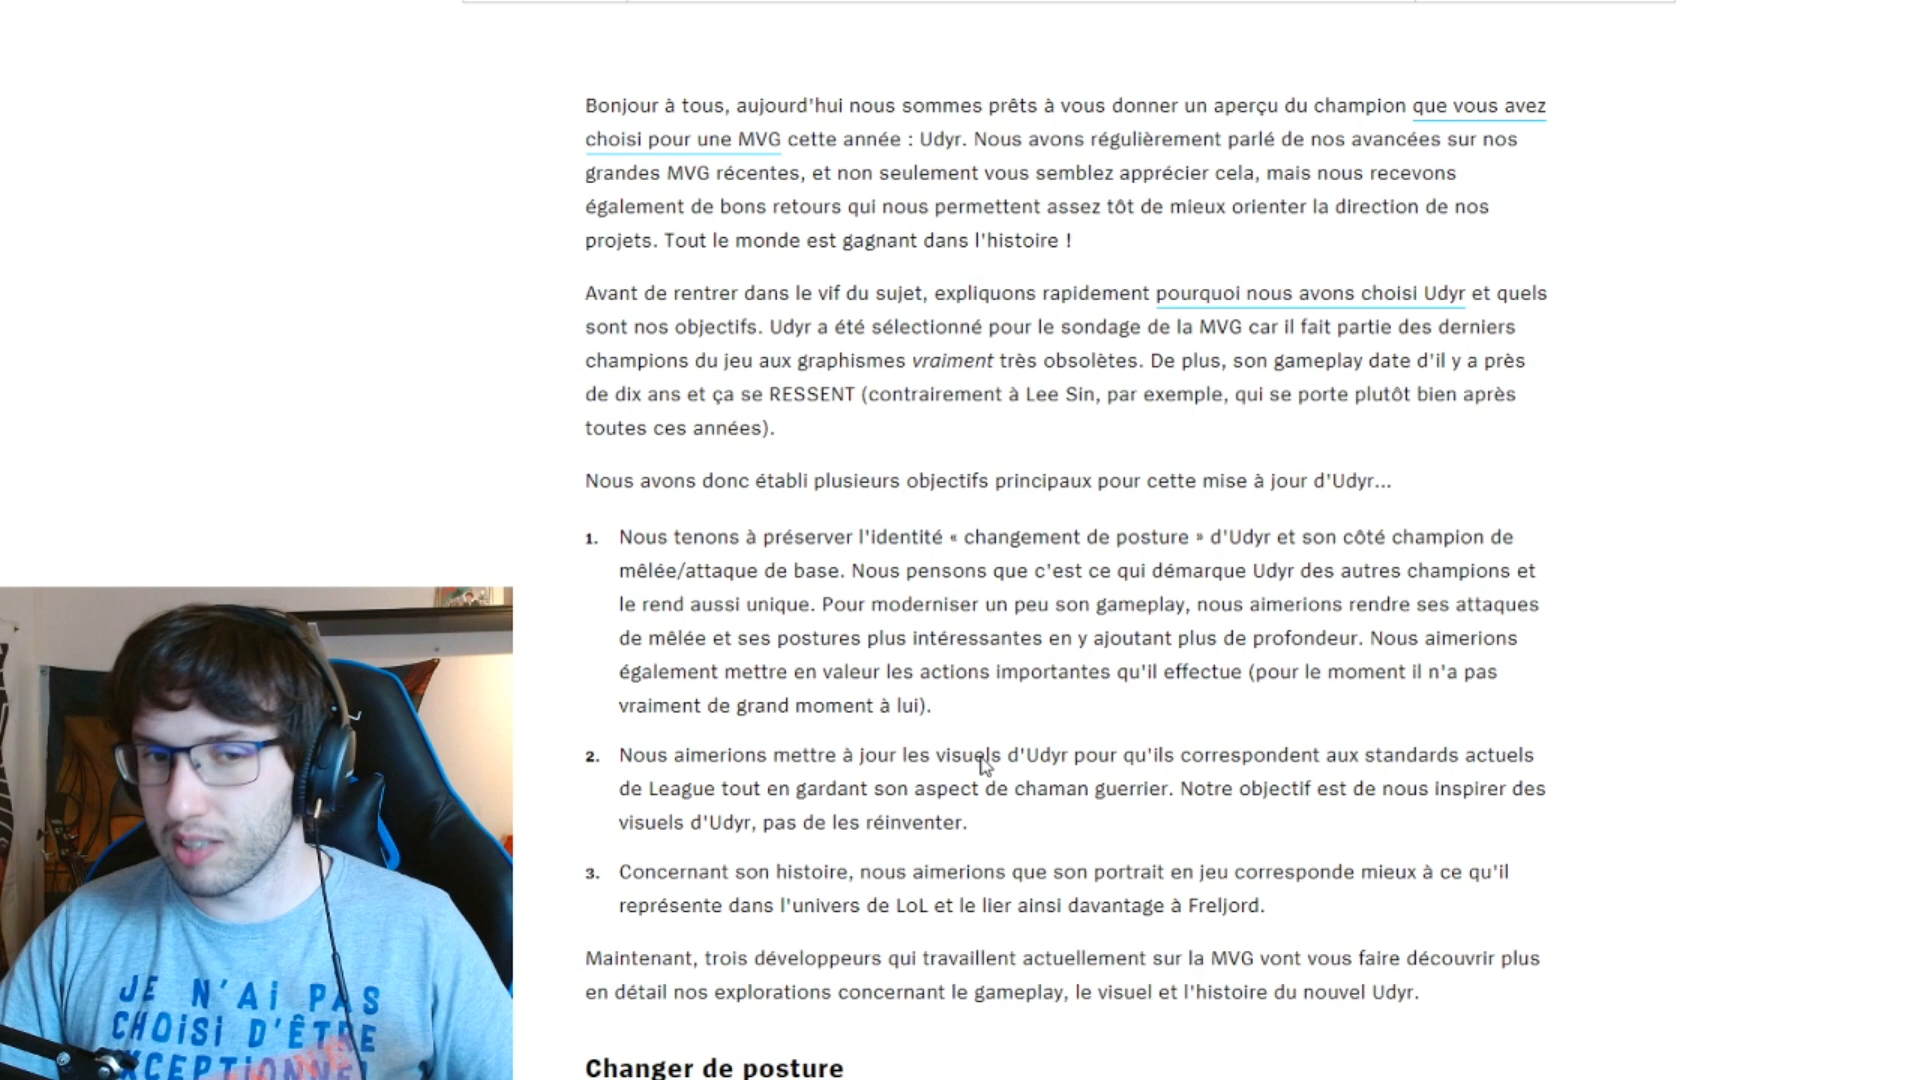 Bonjour à tous, aujourd'hui nous sommes prêts à vous donner un aperçu du champion que vous avez
choisi pour une MVG cette année : Udyr. Nous avons régulièrement parlé de nos avancées sur nos
grandes MVG récentes, et non seulement vous semblez apprécier cela, mais nous recevons
également de bons retours qui nous permettent assez tôt de mieux orienter la direction de nos
projets. Tout le monde est gagnant dans l'histoire !
Avant de rentrer dans le vif du sujet, expliquons rapidement pourquoi nous avons choisi Udyr et quels
sont nos objectifs. Udyr a été sélectionné pour le sondage de la MVG car il fait partie des derniers
champions du jeu aux graphismes vraiment très obsolètes. De plus, son gameplay date d'il y a près
de dix ans et ça se RESSENT (contrairement à Lee Sin, par exemple, qui se porte plutôt bien après
toutes ces années).
Nous avons donc établi plusieurs objectifs principaux pour cette mise à jour d'Udyr...
1. Nous tenons à préserver l'identité « changement de posture » d'Udyr et son côté champion de
mêlée/attaque de base. Nous pensons que c'est ce qui démarque Udyr des autres champions et
le rend aussi unique. Pour moderniser un peu son gameplay, nous aimerions rendre ses attaques
de mêlée et ses postures plus intéressantes en y ajoutant plus de profondeur. Nous aimerions
également mettre en valeur les actions importantes qu'il effectue (pour le moment il n'a pas
vraiment de grand moment à lui).
2. Nous aimerions mettre à jour les visuels d'Udyr pour qu'ils correspondent aux standards actuels
de League tout en gardant son aspect de chaman guerrier. Notre objectif est de nous inspirer des
visuels d'Udyr, pas de les réinventer.
3. Concernant son histoire, nous aimerions que son portrait en jeu corresponde mieux à ce qu'il
représente dans l'univers de LoL et le lier ainsi davantage à Freljord.
Maintenant, trois développeurs qui travaillent actuellement sur la MVG vont vous faire découvrir plus
en détail nos explorations concernant le gameplay, le visuel et l'histoire du nouvel Udyr.
Changer de posture
JE N'AI PAS
CHOISI D'ÊTRE